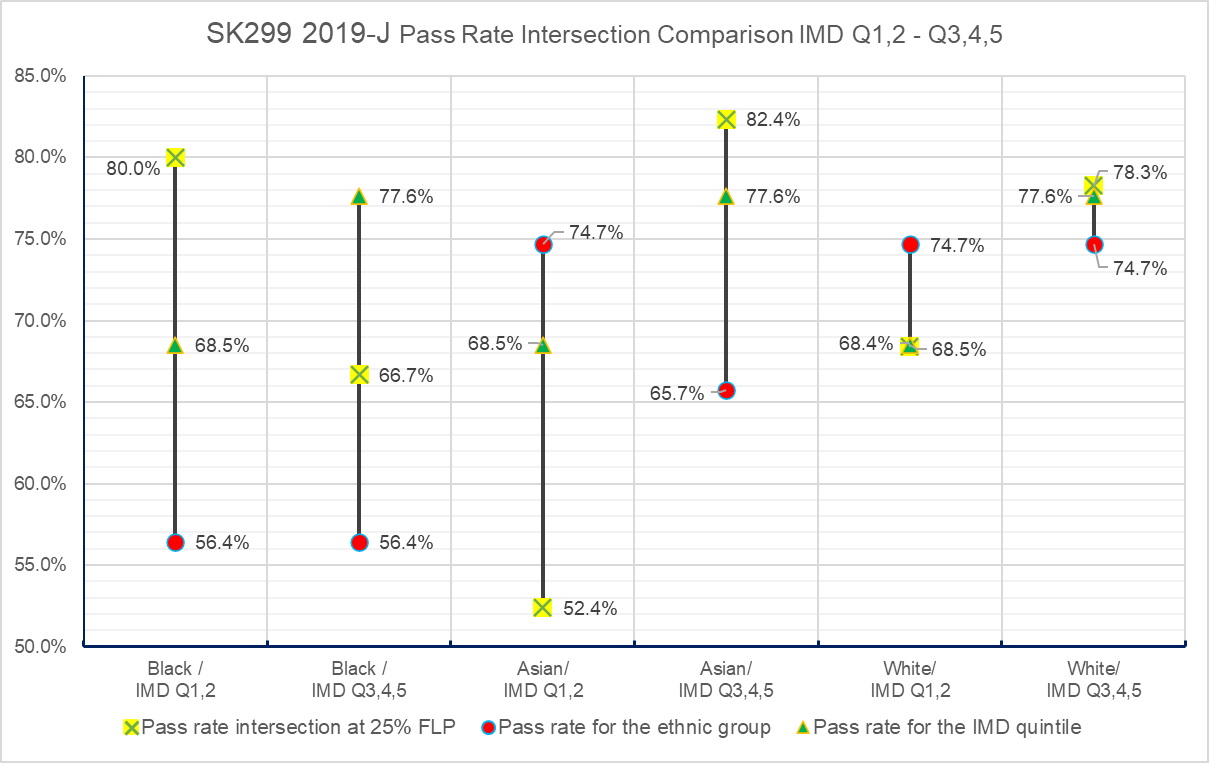 SK299 2019-J Pass Rate Intersection Comparison IMD Q1,2 - Q3,4,5
85.0%
80.0%
75.0%
70.0%
65.0%
60.0%
55.0%
50.0%
80.0%
68.5%
56.4%
77.6%
66.7%
56.4%
74.7%
68.5%
52.4%
82.4%
77.6%
65.7%
74.7%
68.4%
68.5%
78.3%
77.6%
74.7%
Black /
IMD Q1,2
Black /
IMD Q3,4,5
Asian/
IMD Q1,2
Asian/
IMD Q3,4,5
White/
IMD Q1,2
White/
IMD Q3,4,5
Pass rate intersection at 25% FLP
Pass rate for the ethnic group
Pass rate for the IMD quintile